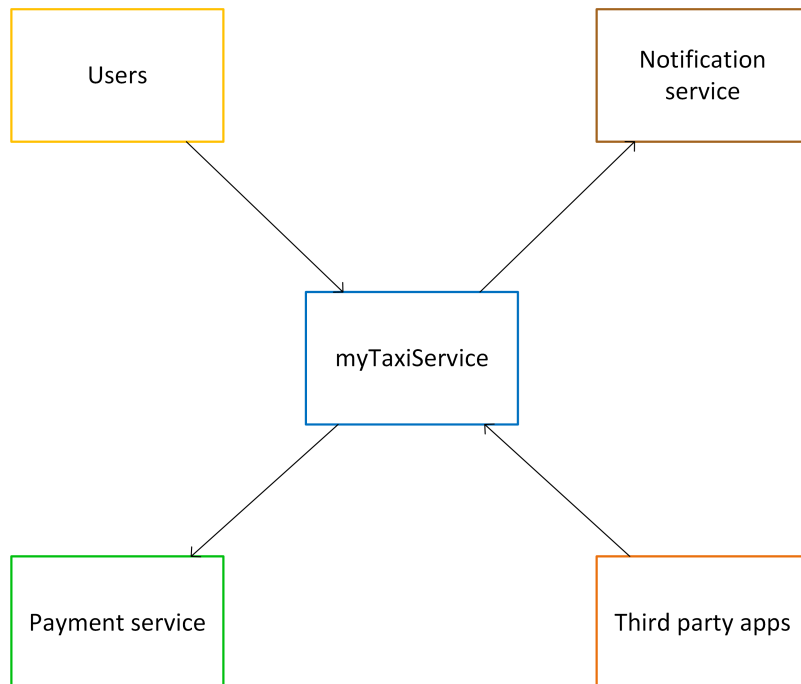 Users
Notification
service
myTaxiService
Payment service
Third party apps